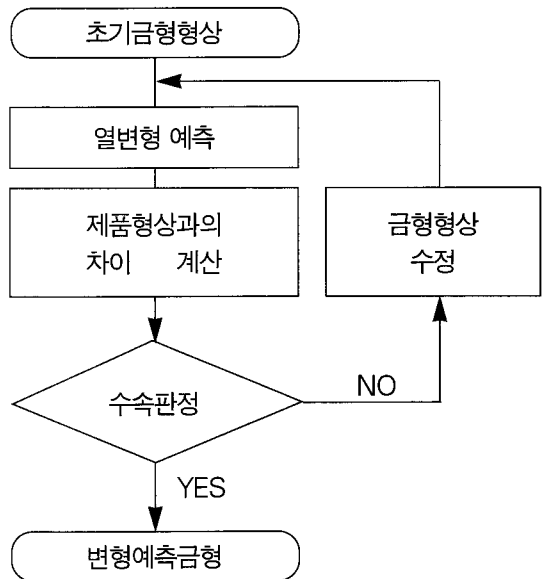 초기금형형상
열변형 예측
제품형상과의
차이 계산
금형형상
수정
수속판정
NO
YES
변형예측금형